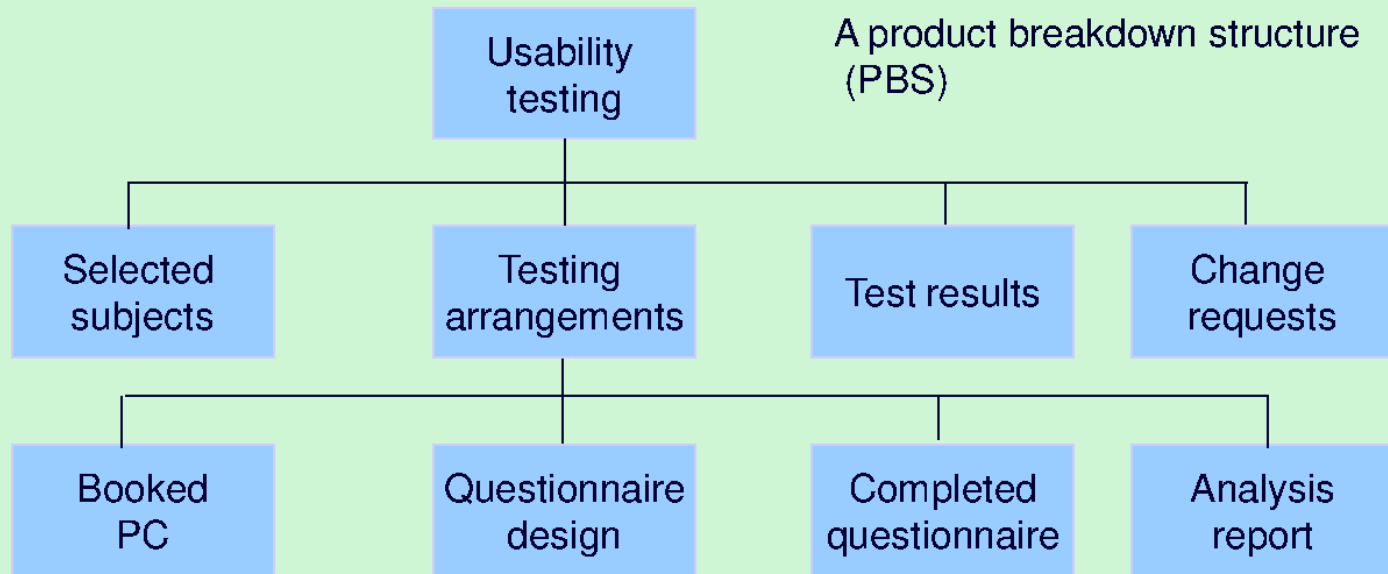 A product breakdown structure
(PBS)
Usability
testing
Selected
subjects
Testing
arrangements
Test results
Change
requests
Booked
PC
Questionnaire
design
Completed
questionnaire
Analysis
report